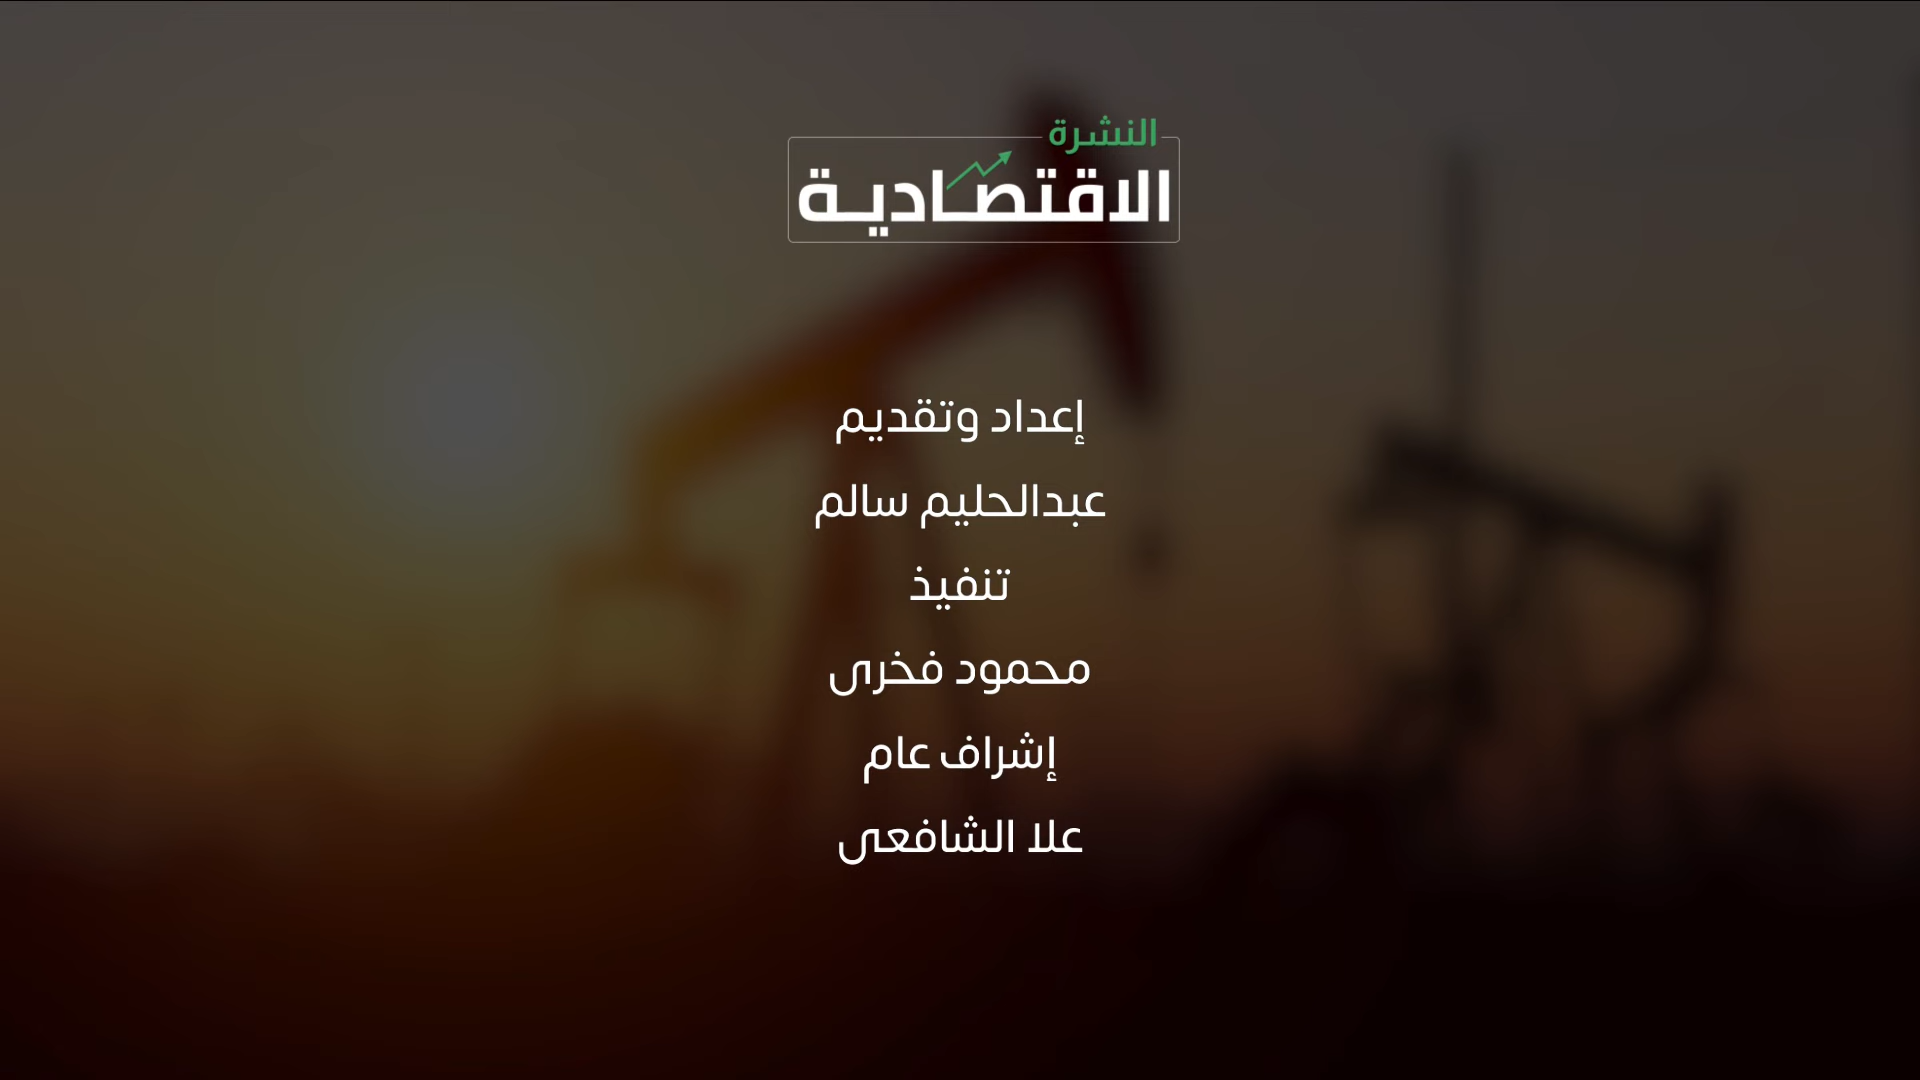 النشرة
الاقتصادية
إعداد وتقديم
عبدالحليم سالم
تنفيذ
محمود فخرى
إشراف عام
علا الشافعى